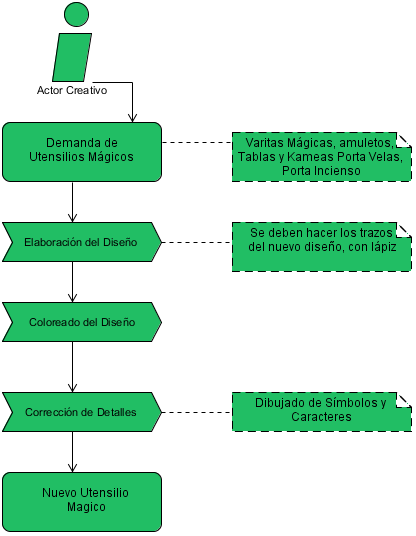 Actor Creativo
Demanda de
Utensilios Mágicos
Varitas Mágicas, amuletos,
Tablas y Kameas Porta Velas,
Porta Incienso
Elaboración del Diseño
Se deben hacer los trazos
del nuevo diseño, con lápiz
Coloreado del Diseño
Corrección de Detalles
Dibujado de Símbolos y
Caracteres
Nuevo Utensilio
Magico